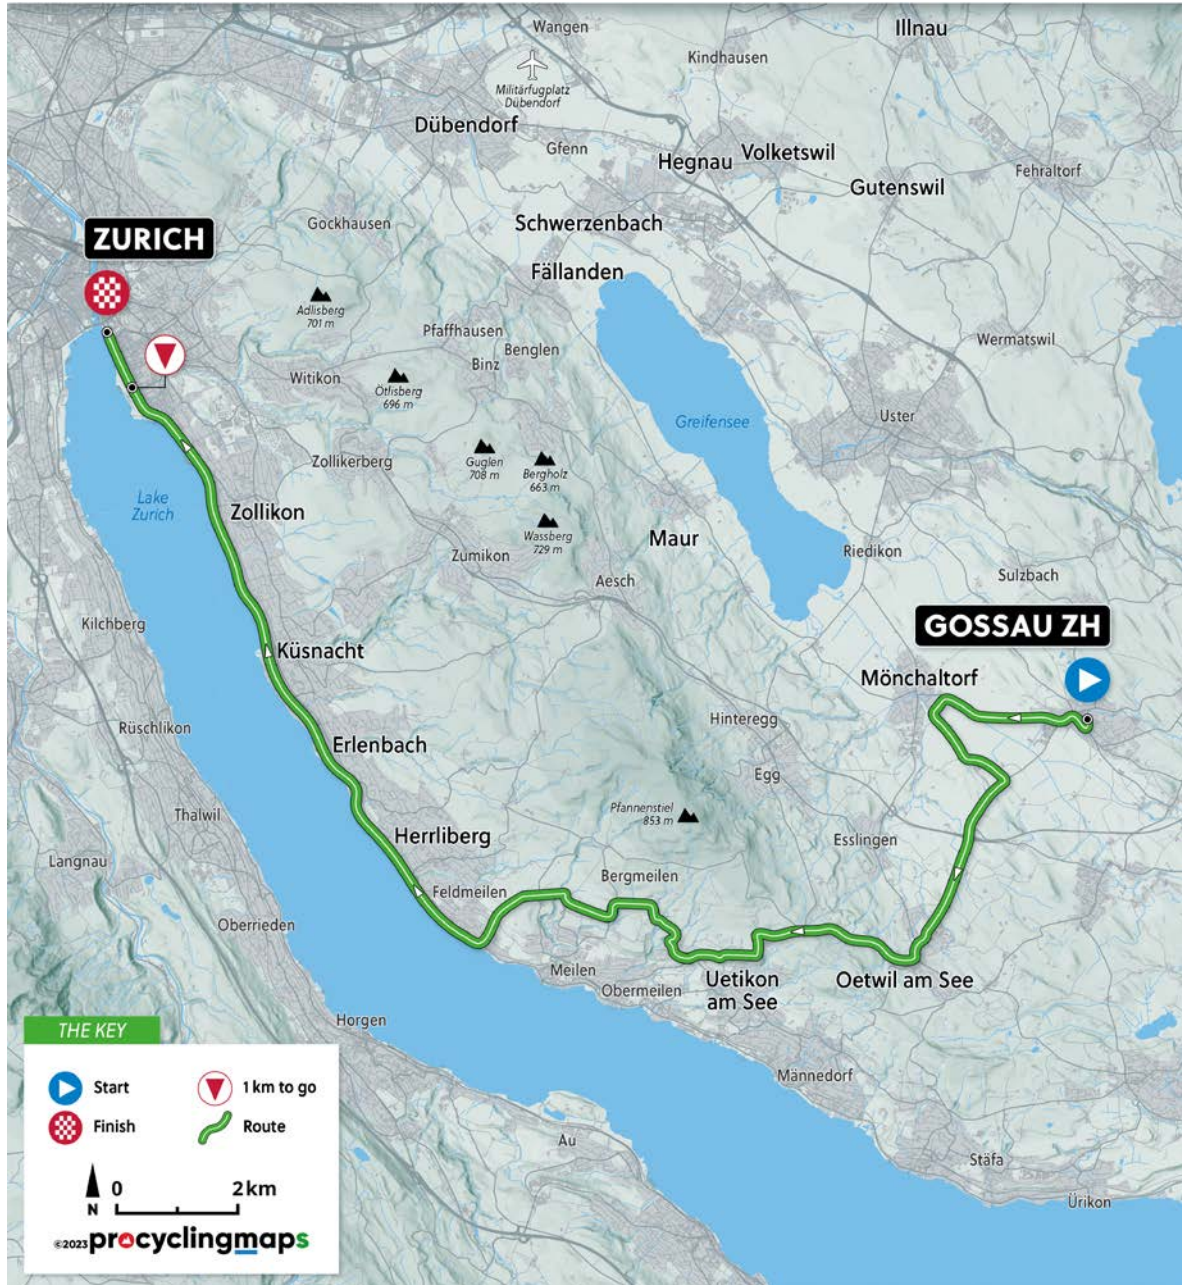 Wangen
Illnau
Kindhausen
Militärfugplatz
Dübendorf
Dübendorf
Gfenn
Hegnau
Volketswil
Fehraltorf
Gutenswil
Gockhausen
Schwerzenbach
ZURICH
Fällanden
Adlisberg
701 m
Pfaffhausen
Wermatswil
Benglen
Binz
Witikon
Ötlisberg
696 m
Uster
Greifensee
Zollikerberg
Guglen
708 m
Bergholz
663 m
Lake
Zurich
Zollikon
Wassberg
729 m
Maur
Zumikon
Riedikon
Aesch
Sulzbach
Kilchberg
GOSSAU ZH
Küsnacht
Mönchaltorf
Rüschlikon
Hinteregg
Erlenbach
Egg
Pfannenstiel
853 m
Thalwil
Herrliberg
Esslingen
Langnau
Bergmeilen
Feldmeilen
Oberrieden
Meilen
Obermeilen
Uetikon
am See
Oetwil am See
Horgen
Männedorf
Au
Stäfa
Ürikon
THE KEY
Start
1 km to go
Finish
Route
N
0
2 km
©2023 procyclingmaps